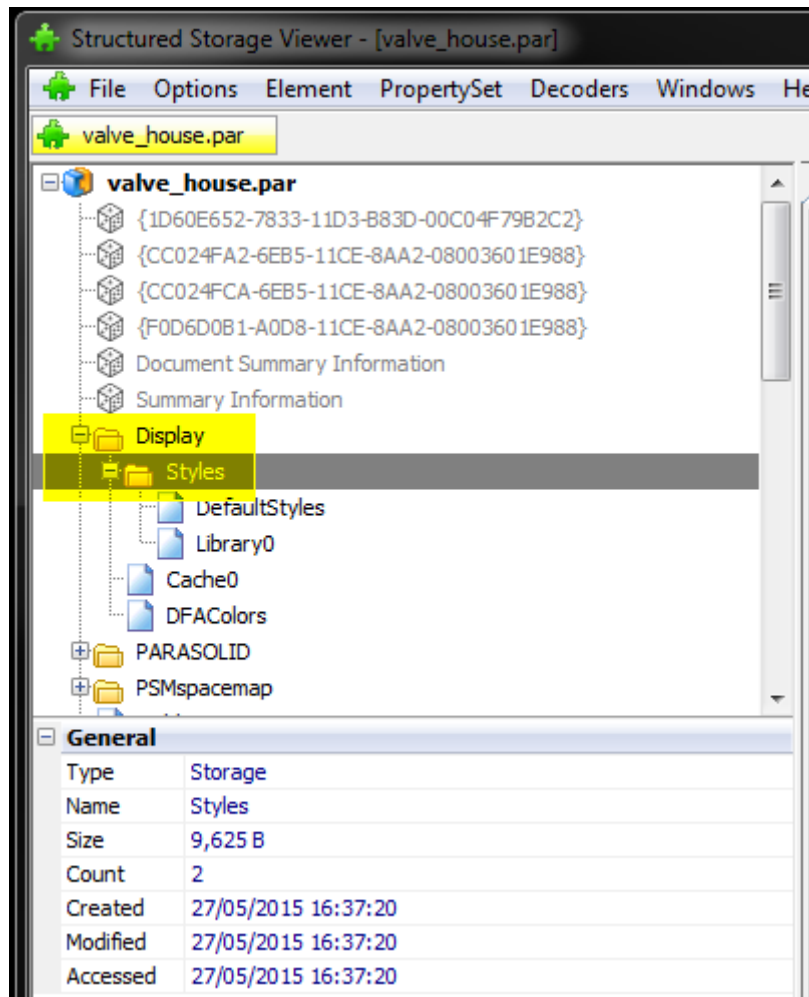 Structured Storage Viewer - [valve_house.par]
File Options Element PropertySet Decoders Windows He
valve_house.par
valve_house.par
{1D60E652-7833-11D3-B83D-00C04F79B2C2}
{CC024FA2-6EB5-11CE-8AA2-08003601E988}
{CC024FCA-6EB5-11CE-8AA2-08003601E988}
{F0D6D0B1-A0D8-11CE-8AA2-08003601E988}
Document Summary Information
Summary Information
Display
Styles
DefaultStyles
Library0
Cache0
DFAColors
PARASOLID
PSMspacemap
General
Type Storage
Name Styles
Size 9,625 B
Count 2
Created 27/05/2015 16:37:20
Modified 27/05/2015 16:37:20
Accessed 27/05/2015 16:37:20